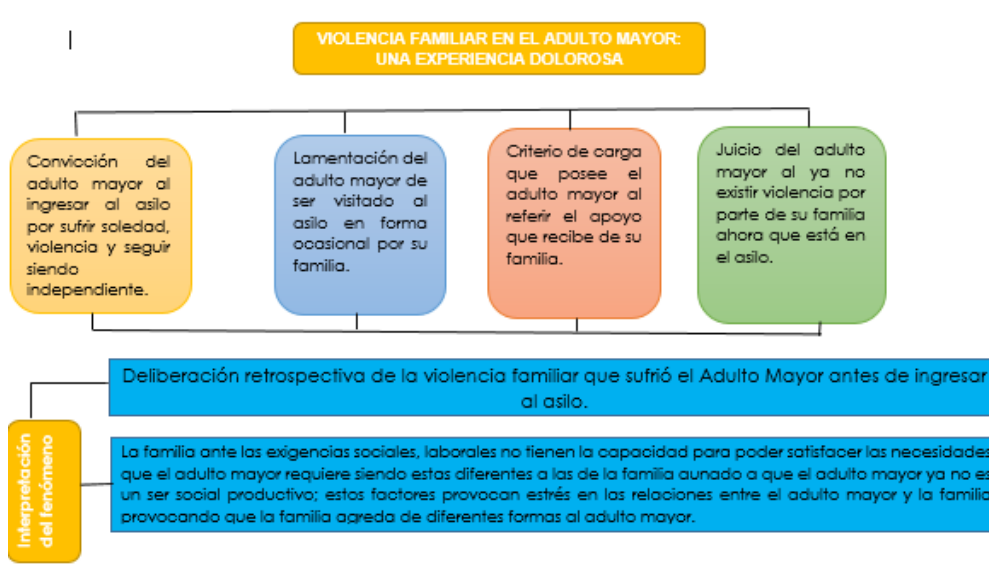 VIOLENCIA FAMILIAR EN EL ADULTO MAYOR:
UNA EXPERIENCIA DOLOROSA
Convicción del
adulto mayor al
ingresar al asilo
por sufrir soledad,
violencia y seguir
siendo
independiente.
Lamentación del
adulto mayor de
ser visitado al
asilo en forma
ocasional por su
familia.
Criterio de carga
que posee el
adulto mayor al
referir el apoyo
que recibe de su
familia.
Juicio del adulto
mayor al ya no
existir violencia por
parte de su familia
ahora que está en
el asilo.
Deliberación retrospectiva de la violencia familiar que sufrió el Adulto Mayor antes de ingresar
al asilo.
Interpretación
del fenómeno
La familia ante las exigencias sociales, laborales no tienen la capacidad para poder satisfacer las necesidades
que el adulto mayor requiere siendo estas diferentes a las de la familia aunado a que el adulto mayor ya no es
un ser social productivo; estos factores provocan estrés en las relaciones entre el adulto mayor y la familia
provocando que la familia agreda de diferentes formas al adulto mayor.